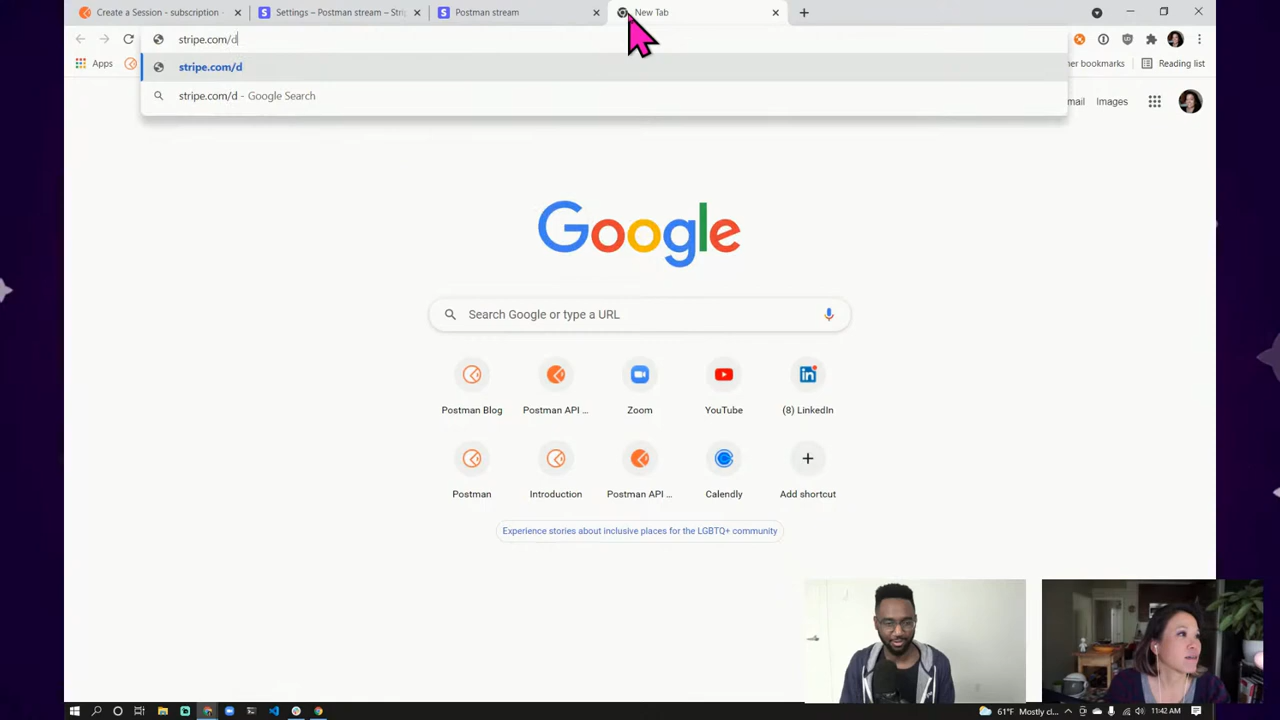 Create a Session - subscription
Settings – Postman stream – Stri
Postman stream
New Tab
stripe.com/d
Apps
her bookmarks
Reading list
stripe.com/d
stripe.com/d - Google Search
mail
Images
Google
Search Google or type a URL
Postman Blog
Postman API ...
Zoom
YouTube
(8) LinkedIn
Postman
Introduction
Postman API ...
Calendly
Add shortcut
Experience stories about inclusive places for the LGBTQ+ community
61°F Mostly cl...
11:42 AM